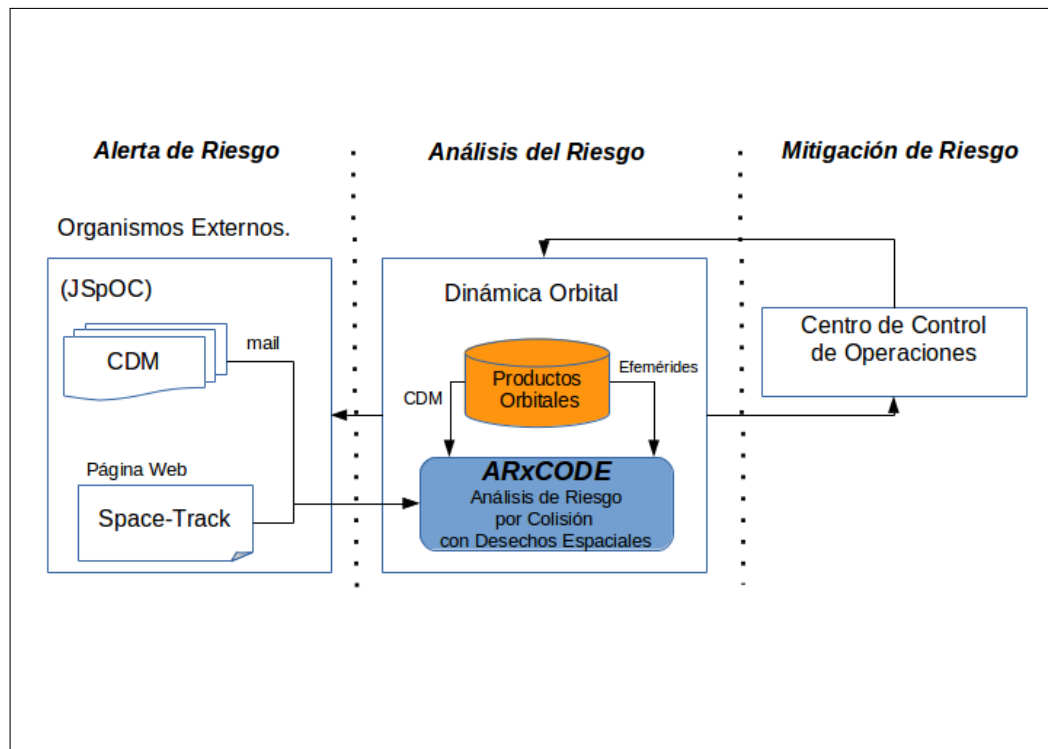 Alerta de Riesgo
Análisis del Riesgo
Mitigación de Riesgo
Organismos Externos.
(JSpOC)
CDM
mail
Página Web
Space-Track
Dinámica Orbital
Productos
Orbitales
CDM
Efemérides
ARxCODE
Análisis de Riesgo
por Colisión
con Desechos Espaciales
Centro de Control
de Operaciones